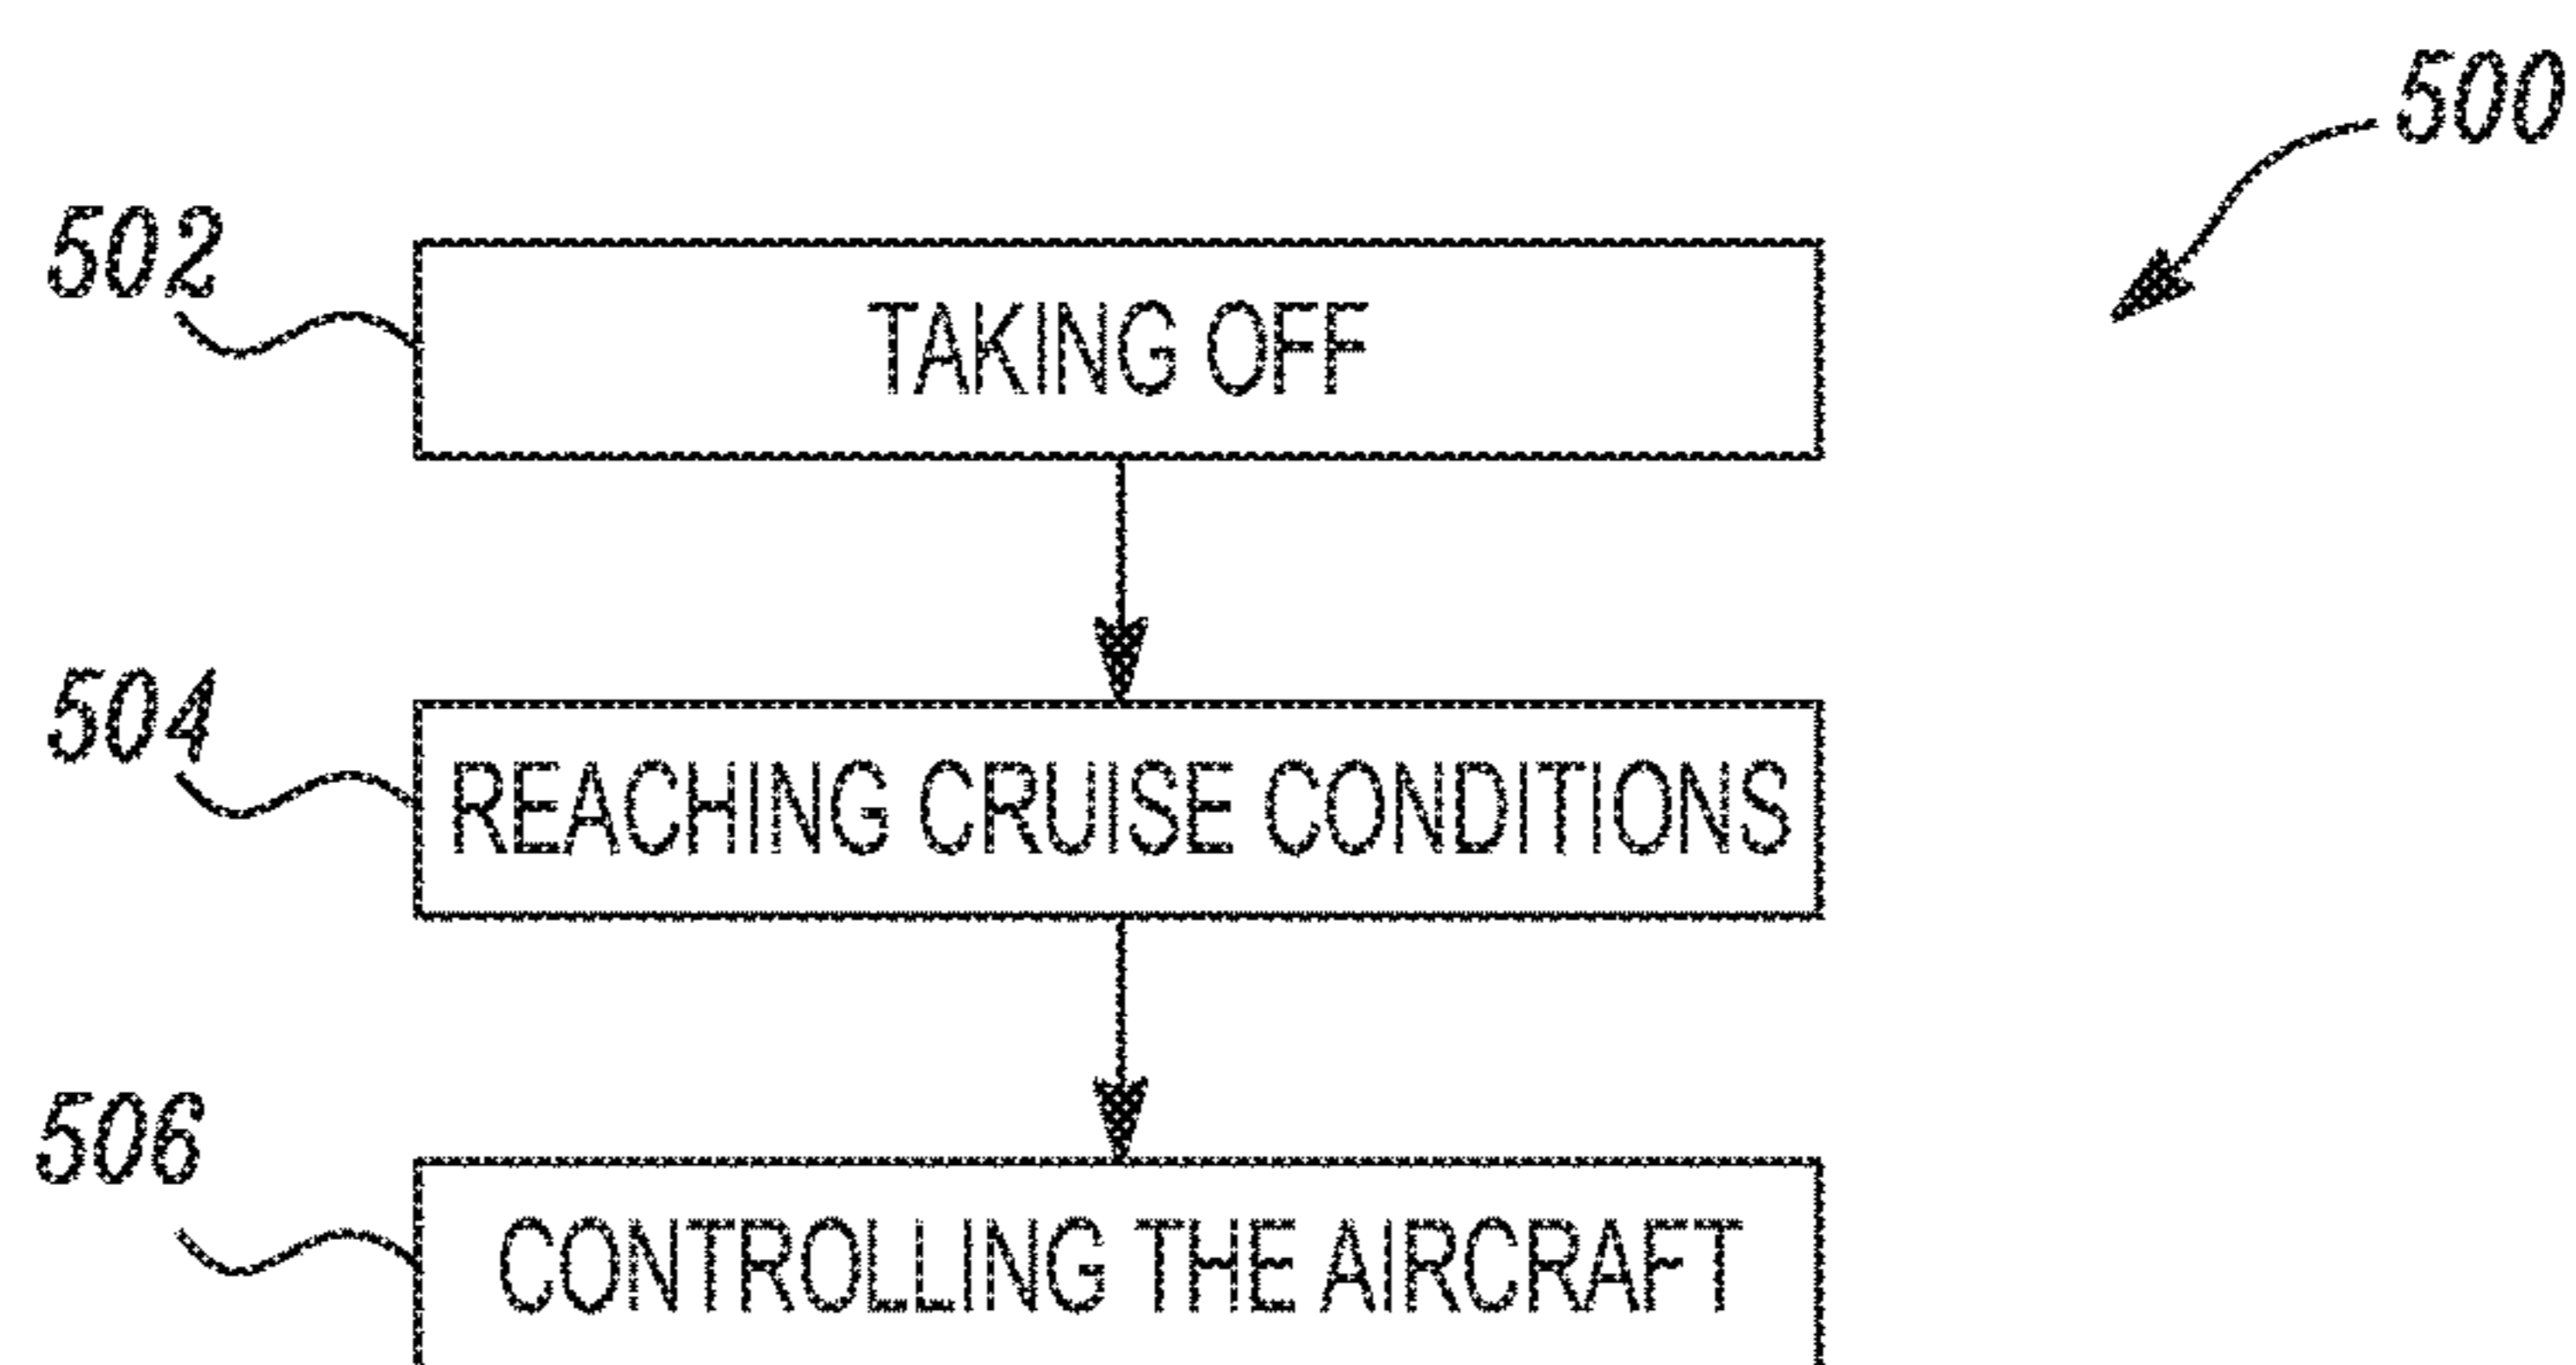 500
502
TAKING OFF
504
REACHING CRUISE CONDITIONS
506
CONTROLLING THE AIRCRAFT